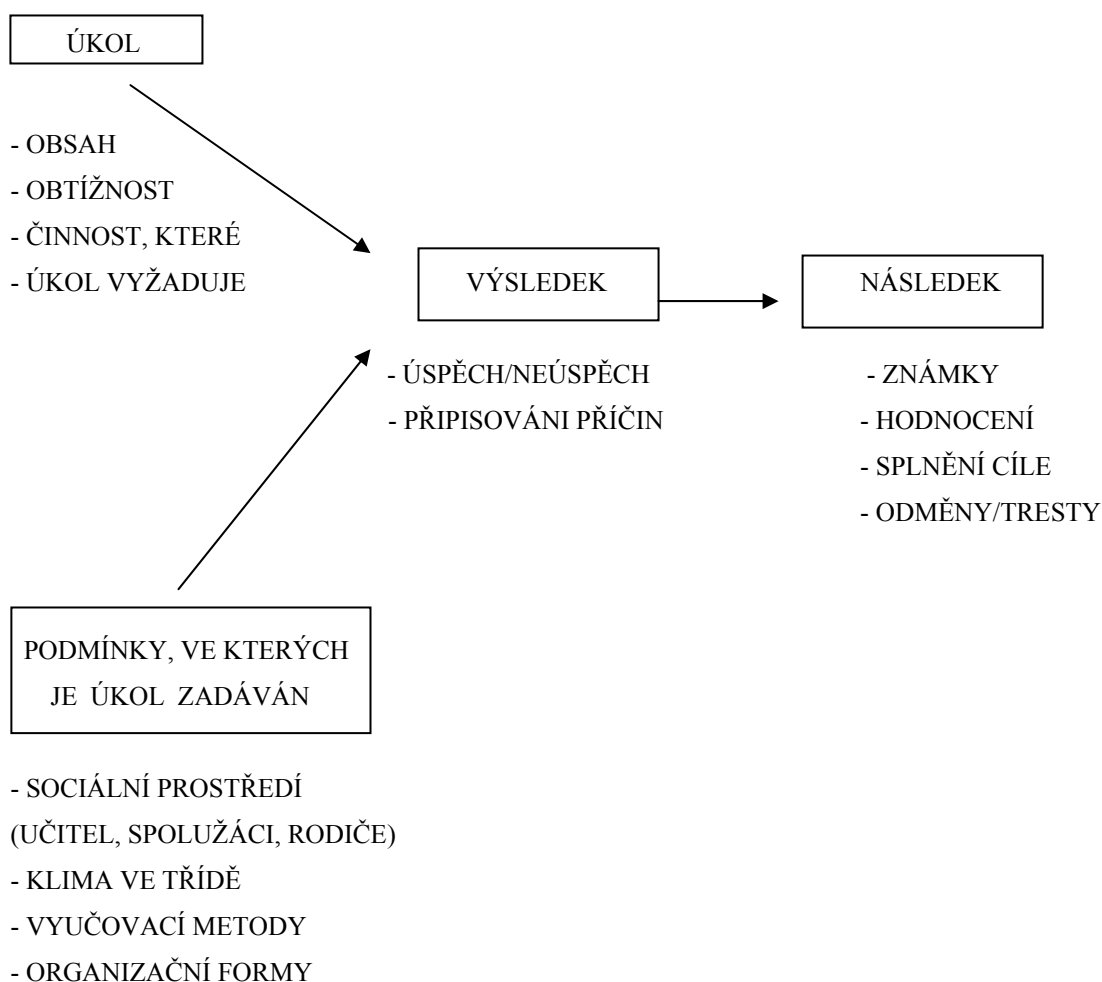 ÚKOL
- OBSAH
- OBTÍŽNOST
- ČINNOST, KTERÉ
- ÚKOL VYŽADUJE
VÝSLEDEK
- ÚSPĚCH/NEÚSPĚCH
- PŘIPISOVÁNI PŘÍČIN
NÁSLEDEK
- ZNÁMKY
- HODNOCENÍ
- SPLNĚNÍ CÍLE
- ODMĚNY/TRESTY
PODMÍNKY, VE KTERÝCH
JE ÚKOL ZADÁVÁN
- SOCIÁLNÍ PROSTŘEDÍ
(UČITEL, SPOLUŽÁCI, RODIČE)
- KLIMA VE TŘÍDĚ
- VYUČOVACÍ METODY
- ORGANIZAČNÍ FORMY